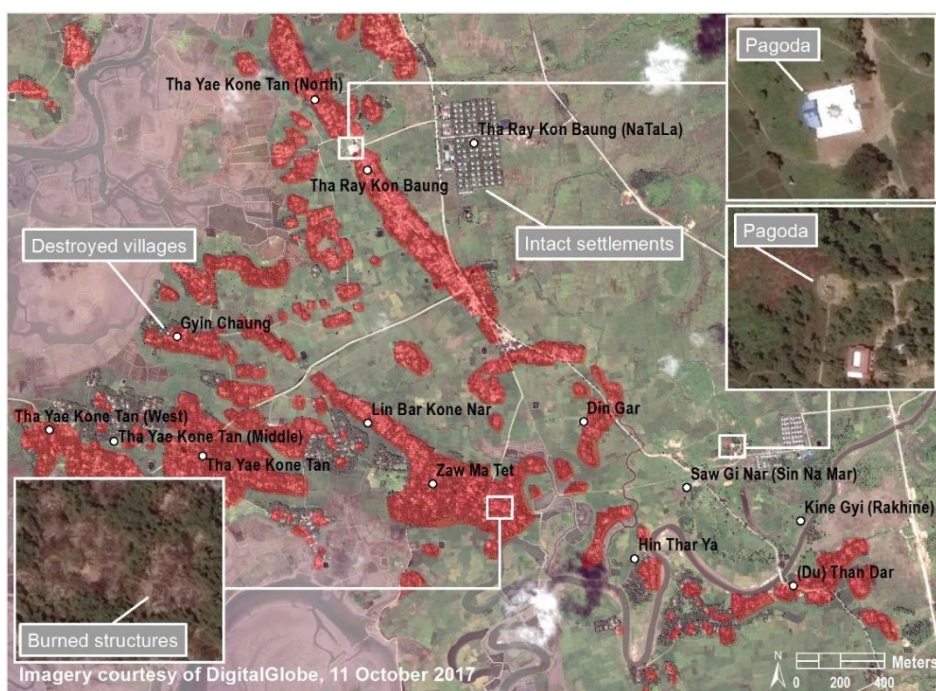 Pagoda
Tha Yae Kone Tan (North)
Tha Ray Kon Baung (NaTaLa)
Tha Ray Kon Baung
Pagoda
Destroyed villages
Intact settlements
Gyin Chaung
Lin Bar Kone Nar
Din Gar
Tha Yae Kone Tan (West)
Tha Yae Kone Tan (Middle)
Tha Yae Kone Tan
Zaw Ma Tet
Saw Gi Nar (Sin Na Mar)
Kine Gyi (Rakhine)
Hin Thar Ya
(Du) Than Dar
Burned structures
Imagery courtesy of DigitalGlobe, 11 October 2017
N
Meters
0 200 400